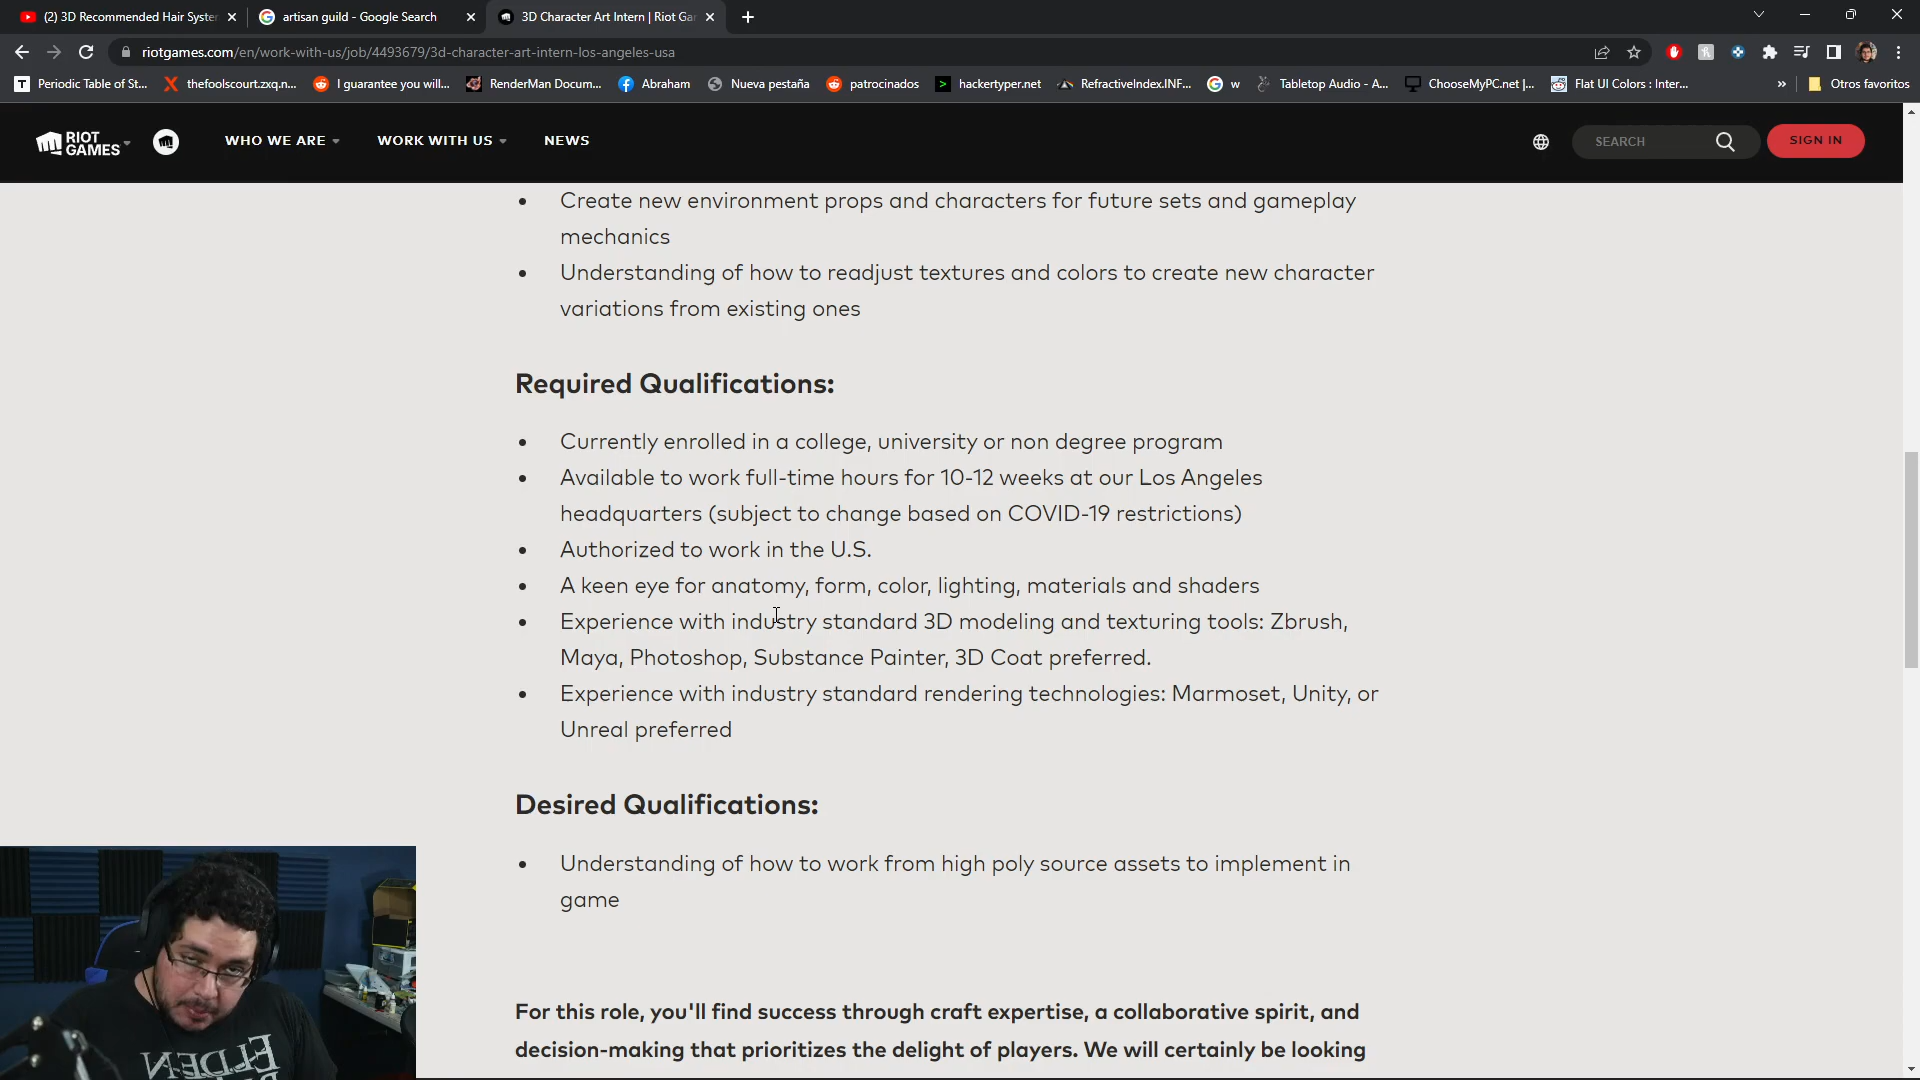 (2) 3D Recommended Hair Syster
artisan guild - Google Search
3D Character Art Intern | Riot Gar
riotgames.com/en/work-with-us/job/4493679/3d-character-art-intern-los-angeles-usa
Periodic Table of St...
thefoolscourt.zxq.n...
I guarantee you will...
RenderMan Docum...
Abraham
Nueva pestaña
patrocinados
hackertyper.net
RefractiveIndex.INF...
w
Tabletop Audio - A...
ChooseMyPC.net |...
Flat UI Colors : Inter...
»
Otros favoritos
RIOT
GAMES
WHO WE ARE
WORK WITH US
NEWS
SEARCH
SIGN IN
• Create new environment props and characters for future sets and gameplay
mechanics
• Understanding of how to readjust textures and colors to create new character
variations from existing ones
Required Qualifications:
• Currently enrolled in a college, university or non degree program
• Available to work full-time hours for 10-12 weeks at our Los Angeles
headquarters (subject to change based on COVID-19 restrictions)
• Authorized to work in the U.S.
• A keen eye for anatomy, form, color, lighting, materials and shaders
• Experience with industry standard 3D modeling and texturing tools: Zbrush,
Maya, Photoshop, Substance Painter, 3D Coat preferred.
• Experience with industry standard rendering technologies: Marmoset, Unity, or
Unreal preferred
Desired Qualifications:
• Understanding of how to work from high poly source assets to implement in
game
For this role, you'll find success through craft expertise, a collaborative spirit, and
decision-making that prioritizes the delight of players. We will certainly be looking
ELDEN